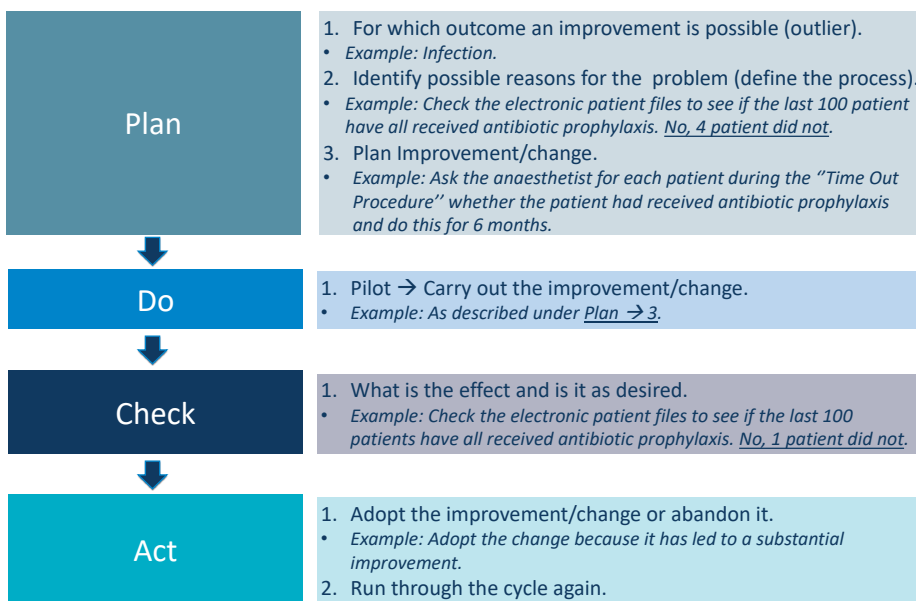 Plan
1. For which outcome an improvement is possible (outlier).
• Example: Infection.
2. Identify possible reasons for the problem (define the process).
• Example: Check the electronic patient files to see if the last 100 patient
have all received antibiotic prophylaxis. No, 4 patient did not.
3. Plan Improvement/change.
• Example: Ask the anaesthetist for each patient during the ‘’Time Out
Procedure’’ whether the patient had received antibiotic prophylaxis
and do this for 6 months.
Do
1. Pilot → Carry out the improvement/change.
• Example: As described under Plan → 3.
Check
1. What is the effect and is it as desired.
• Example: Check the electronic patient files to see if the last 100
patients have all received antibiotic prophylaxis. No, 1 patient did not.
Act
1. Adopt the improvement/change or abandon it.
• Example: Adopt the change because it has led to a substantial
improvement.
2. Run through the cycle again.